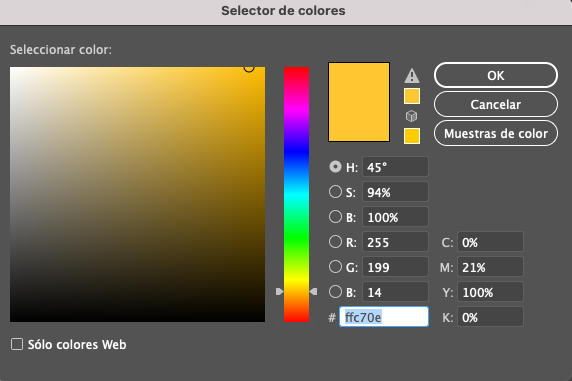 Selector de colores
Seleccionar color:
OK
Cancelar
Muestras de color
H: 45°
S: 94%
B: 100%
R: 255 C: 0%
G: 199 M: 21%
B: 14 Y: 100%
# ffc70e K: 0%
Sólo colores Web